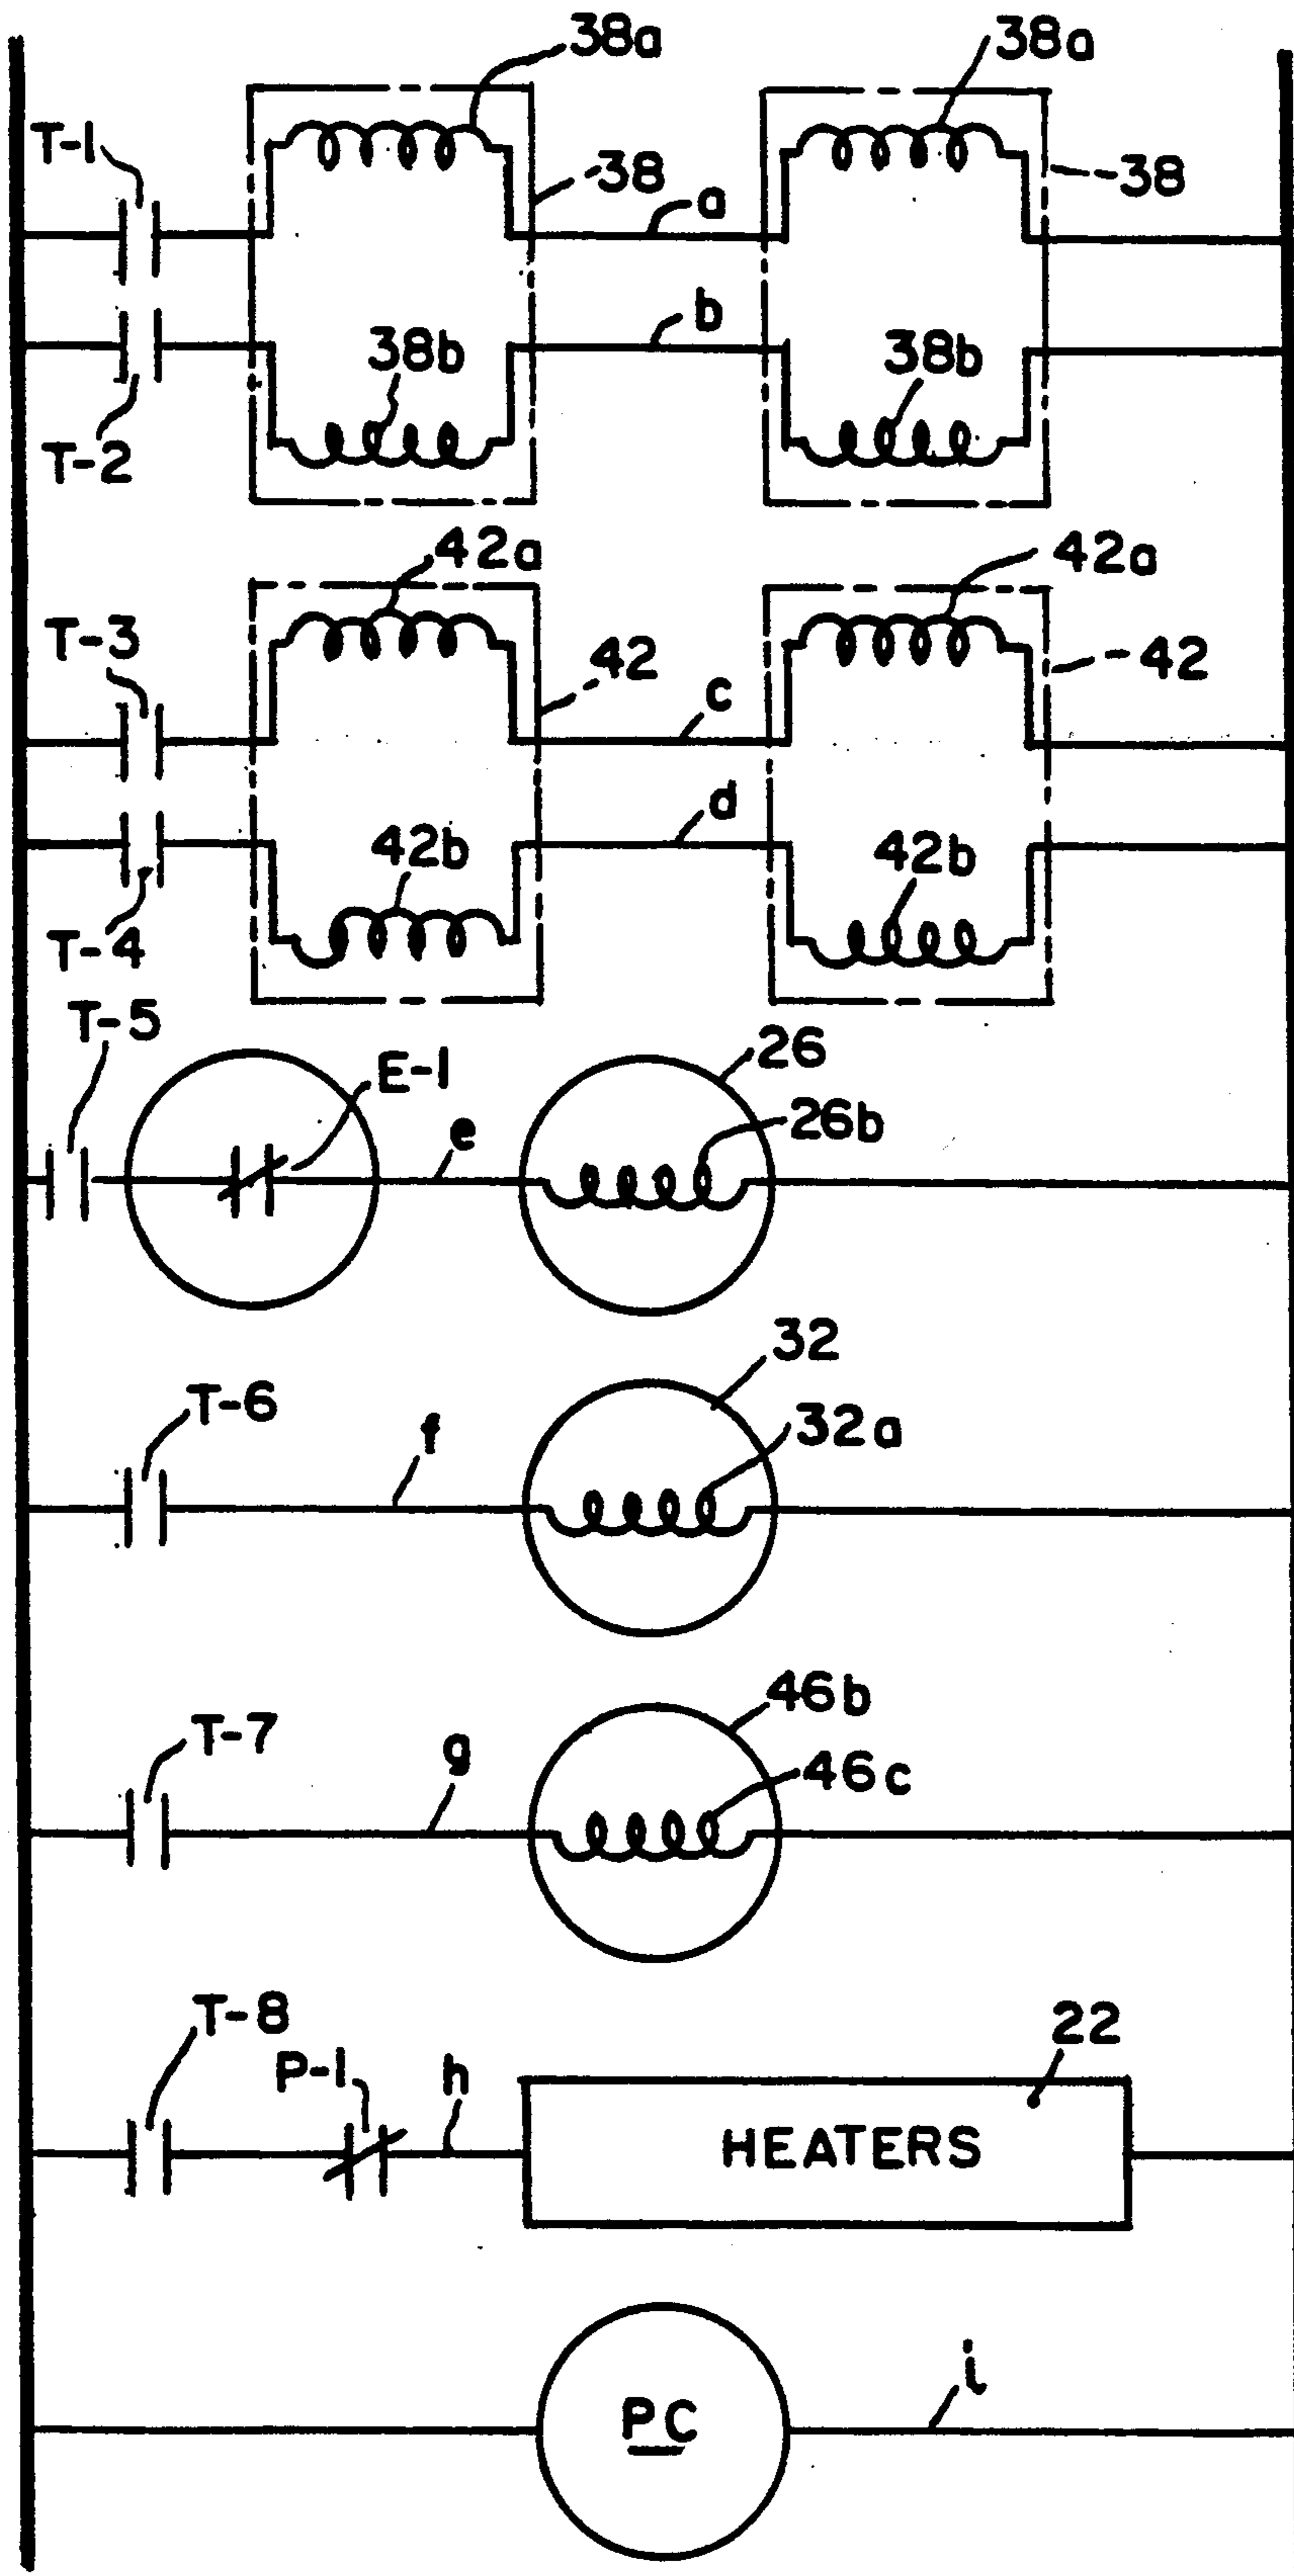 38a 38a
T-1
38 38
a
b
38b 38b
T-2
42a 42a
T-3
42 42
c
d
42b 42b
T-4
T-5
E-1
26
26b
e
32
T-6
32a
f
46b
T-7
g
46c
T-8
22
P-1 h
HEATERS
i
PC